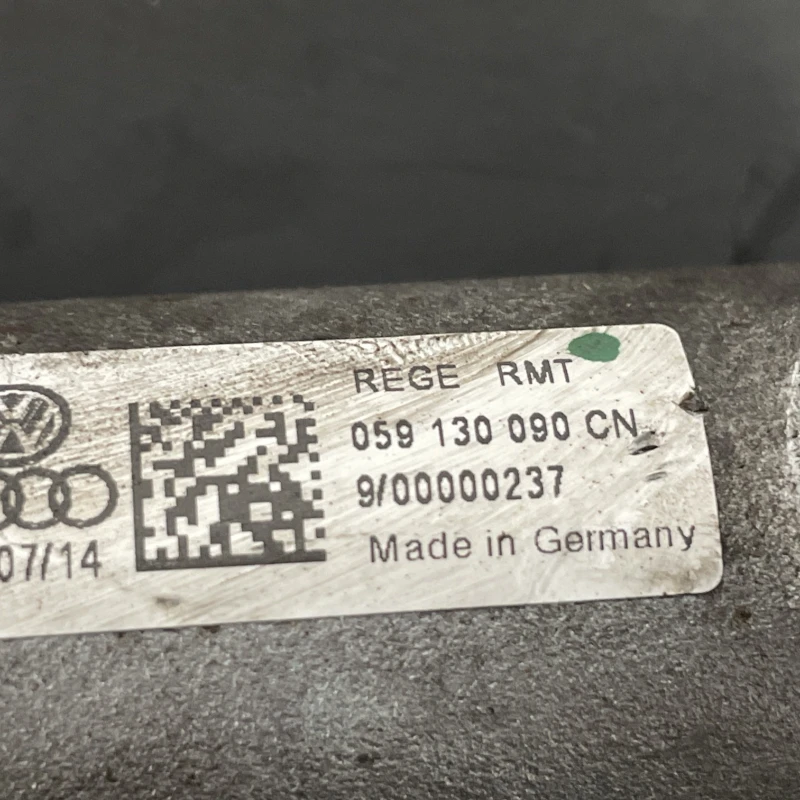 REGE RMT
059 130 090 CN
9/00000237
Made in Germany
07/14